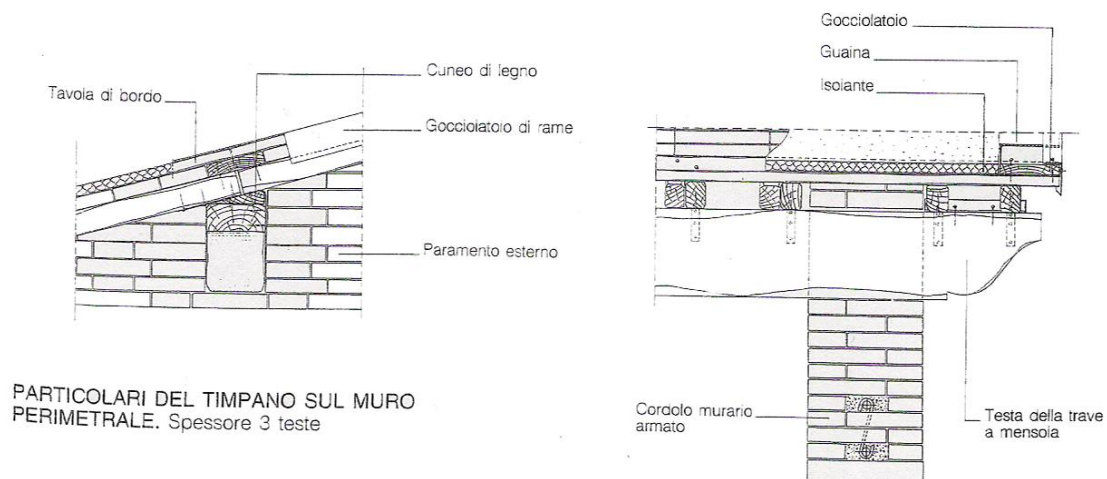 Gocciolatoio
Guaina
Isolante
Cuneo di legno
Tavola di bordo
Gocciolatoio di rame
Paramento esterno
PARTICOLARI DEL TIMPANO SUL MURO
PERIMETRALE. Spessore 3 teste
Cordolo murario
armato
Testa della trave
a mensola